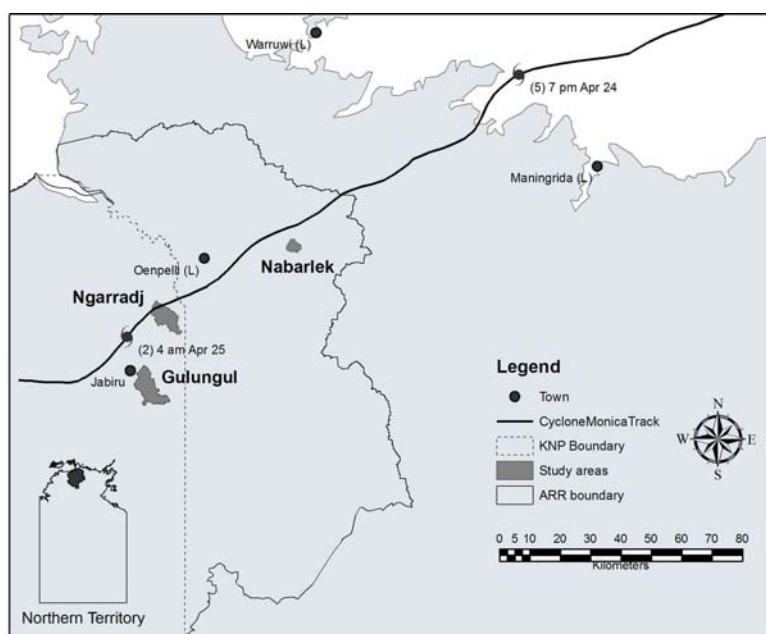 Warruwi (L)
(5) 7 pm Apr 24
Maningrida (L)
Oenpelli (L)
Nabarlek
Ngarradj
(2) 4 am Apr 25
Jabiru
Gulungul
Legend
Town
CycloneMonicaTrack
KNP Boundary
Study areas
ARR boundary
N
W
E
S
0 5 10 20 30 40 50 60 70 80
Kilometers
Northern Territory